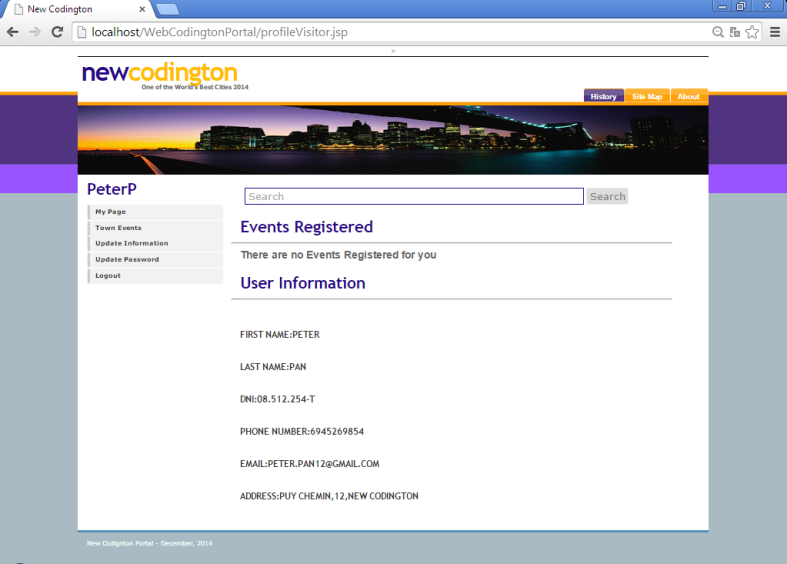 New Codington
localhost/WebCodingtonPortal/profileVisitor.jsp
>
newcodington
One of the World's Best Cities 2014
History Site Map About
PeterP
My Page
Town Events
Update Information
Update Password
Logout
Search Search
Events Registered
There are no Events Registered for you
User Information
FIRST NAME:PETER
LAST NAME:PAN
DNI:08.512.254-T
PHONE NUMBER:6945269854
EMAIL:PETER.PAN12@GMAIL.COM
ADDRESS:PUY CHEMIN,12,NEW CODINGTON
New Codignton Portal - December, 2014